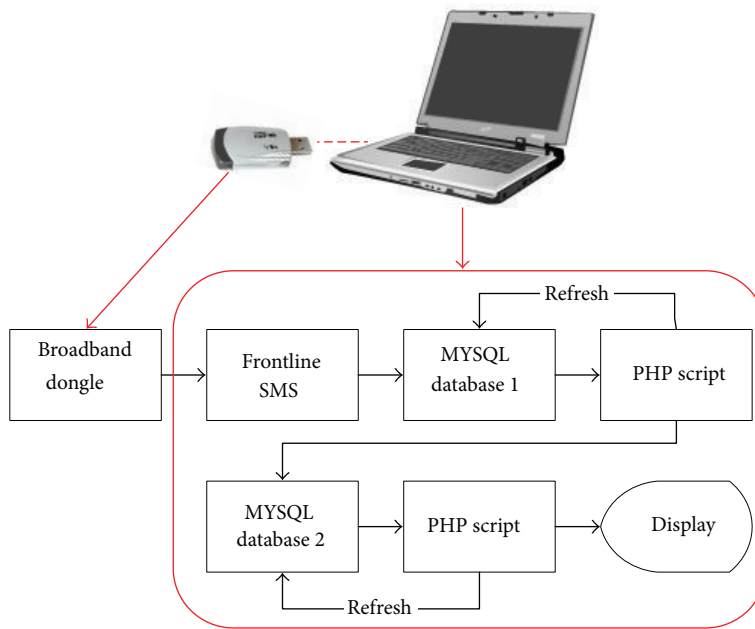 Refresh
Broadband
dongle
Frontline
SMS
MYSQL
database 1
PHP script
MYSQL
database 2
PHP script
Display
Refresh